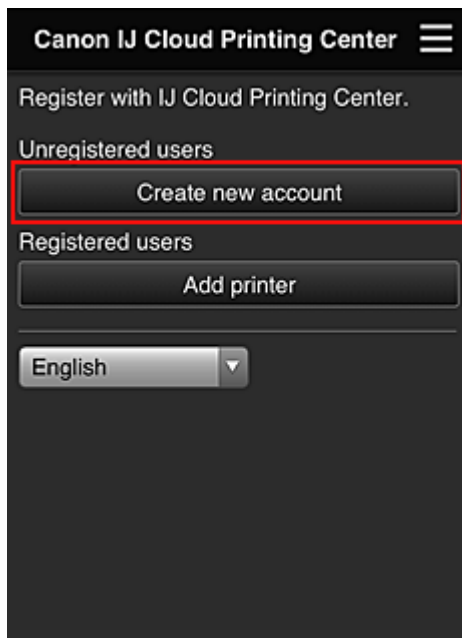 Canon IJ Cloud Printing Center
Register with IJ Cloud Printing Center.
Unregistered users
Create new account
Registered users
Add printer
English